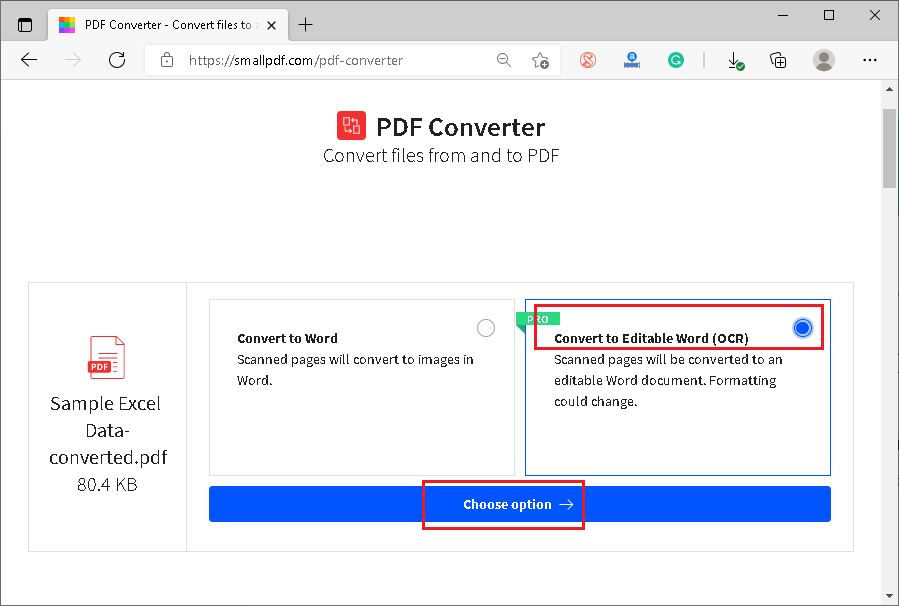 PDF Converter - Convert files to
https://smallpdf.com/pdf-converter
G
PDF Converter
Convert files from and to PDF
PDF
Sample Excel
Data-
converted.pdf
80.4 KB
Convert to Word
Scanned pages will convert to images in
Word.
PRO
Convert to Editable Word (OCR)
Scanned pages will be converted to an
editable Word document. Formatting
could change.
Choose option →